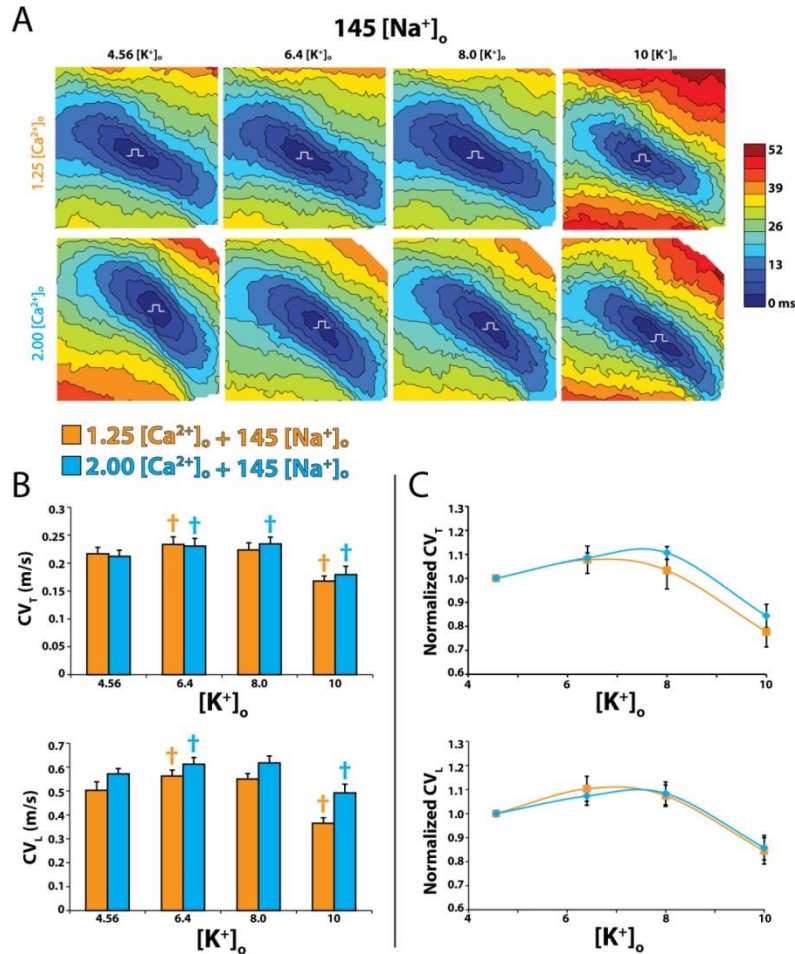 A
145 [Na⁺]ₒ
4.56 [K⁺]ₒ 6.4 [K⁺]ₒ 8.0 [K⁺]ₒ 10 [K⁺]ₒ
1.25 [Ca²⁺]ₒ
2.00 [Ca²⁺]ₒ
52
39
26
13
0 ms
1.25 [Ca²⁺]ₒ + 145 [Na⁺]ₒ
2.00 [Ca²⁺]ₒ + 145 [Na⁺]ₒ
B
CV_T (m/s)
0.3
0.25
0.2
0.15
0.15
0.05
0
† † † † †
4.56 6.4 8.0 10
[K⁺]ₒ
CV_L (m/s)
0.7
0.6
0.5
0.4
0.3
0.2
0.1
0
† † † †
4.56 6.4 8.0 10
[K⁺]ₒ
C
Normalized CV_T
1.3
1.2
1.1
1.0
0.9
0.8
0.7
0.6
4 6 8 10
[K⁺]ₒ
Normalized CV_L
1.3
1.2
1.1
1.0
0.9
0.8
0.7
0.6
4 6 8 10
[K⁺]ₒ